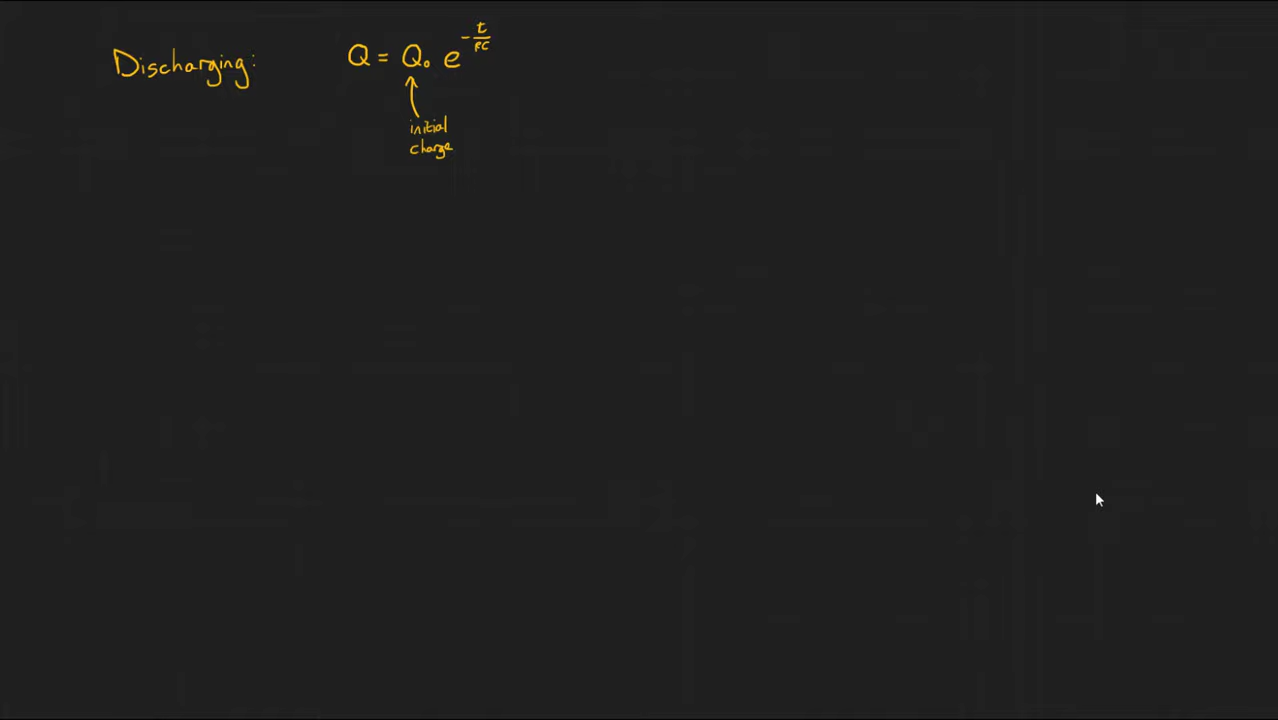 Discharging: Q = Q₀ e^(-t/RC)
initial
charge